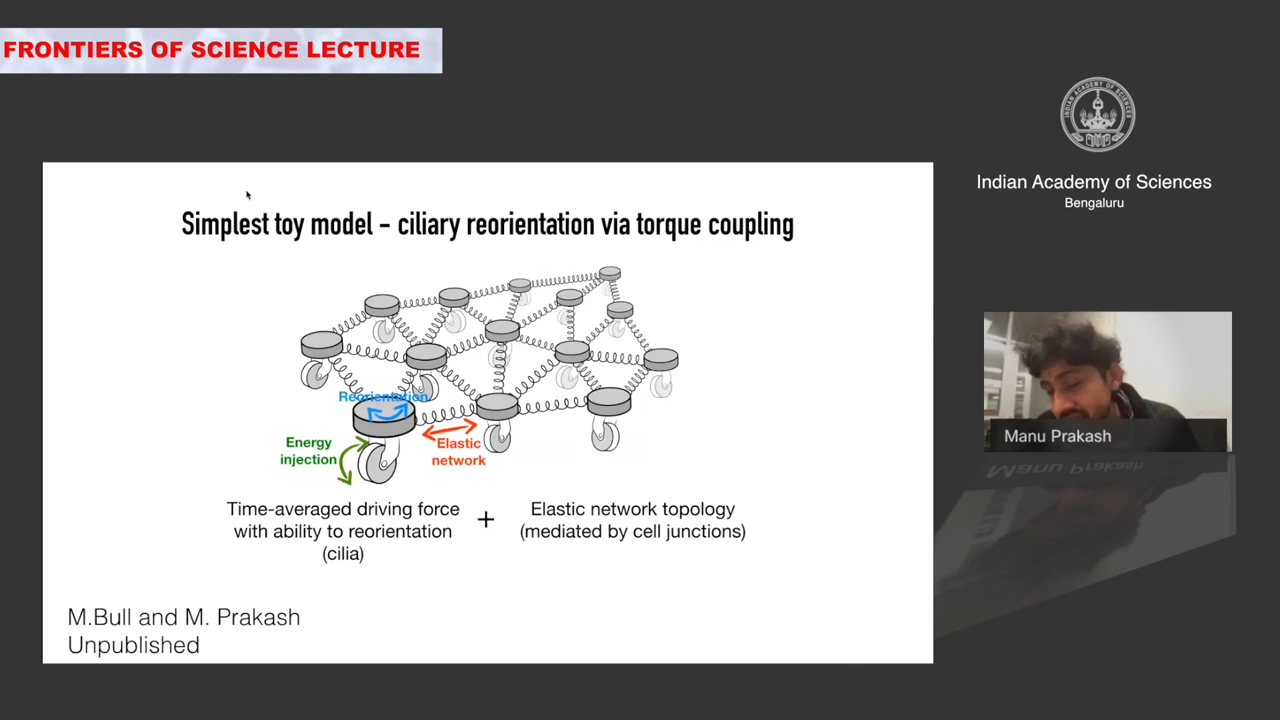 FRONTIERS OF SCIENCE LECTURE
Indian Academy of Sciences
Bengaluru
Simplest toy model – ciliary reorientation via torque coupling
Reorientation
Energy
injection
Elastic
network
Time-averaged driving force
with ability to reorientation
(cilia)
+
Elastic network topology
(mediated by cell junctions)
M.Bull and M. Prakash
Unpublished
Manu Prakash
Manu Prakash